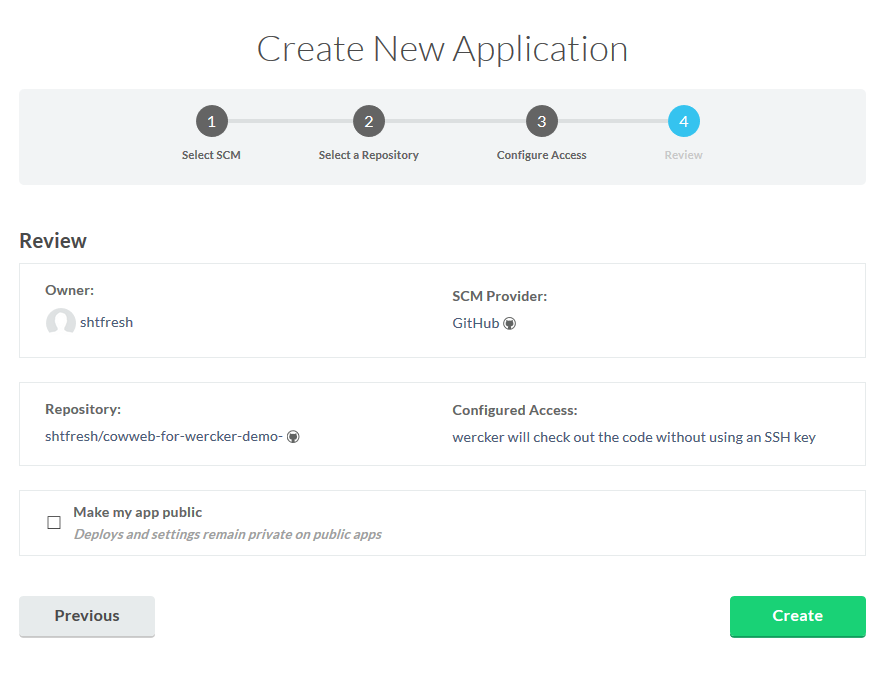 Create New Application
1 2 3 4
Select SCM Select a Repository Configure Access Review
Review
Owner:
shtfresh
SCM Provider:
GitHub
Repository:
shtfresh/cowweb-for-wercker-demo-
Configured Access:
wercker will check out the code without using an SSH key
Make my app public
Deploys and settings remain private on public apps
Previous Create